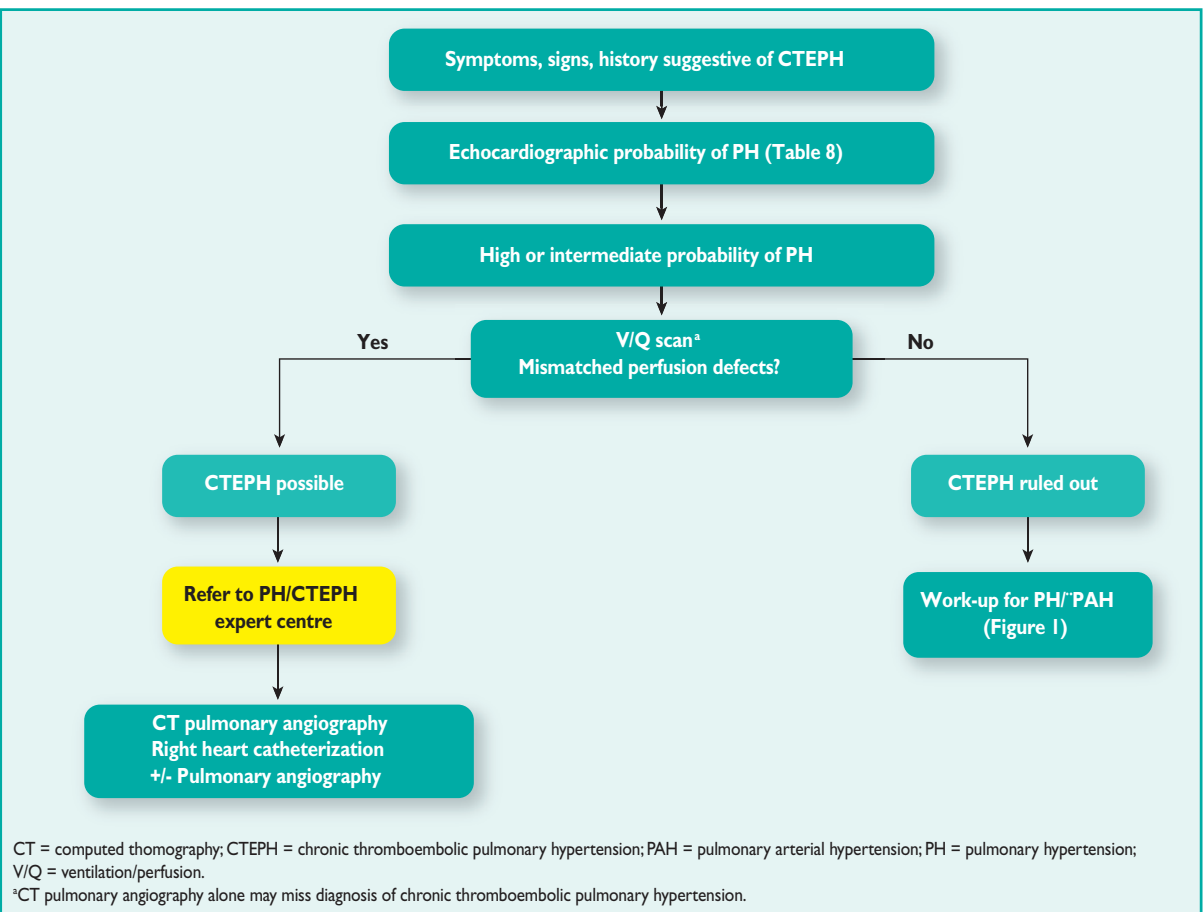 Symptoms, signs, history suggestive of CTEPH
Echocardiographic probability of PH (Table 8)
High or intermediate probability of PH
Yes
V/Q scanª
Mismatched perfusion defects?
No
CTEPH possible
CTEPH ruled out
Refer to PH/CTEPH
expert centre
Work-up for PH/¨PAH
(Figure 1)
CT pulmonary angiography
Right heart catheterization
+/- Pulmonary angiography
CT = computed thomography; CTEPH = chronic thromboembolic pulmonary hypertension; PAH = pulmonary arterial hypertension; PH = pulmonary hypertension;
V/Q = ventilation/perfusion.
ªCT pulmonary angiography alone may miss diagnosis of chronic thromboembolic pulmonary hypertension.